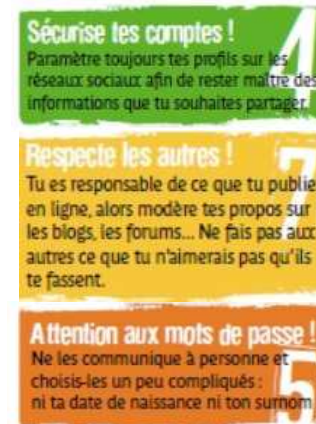 Sécurise tes comptes !
4
Paramètre toujours tes profils sur les
réseaux sociaux afin de rester maître des
informations que tu souhaites partager.
Respecte les autres !
7
Tu es responsable de ce que tu publie
en ligne, alors modère tes propos sur
les blogs, les forums... Ne fais pas aux
autres ce que tu n'aimerais pas qu'ils
te fassent.
Attention aux mots de passe !
5
Ne les communique à personne et
choisis-les un peu compliqués :
ni ta date de naissance ni ton surnom